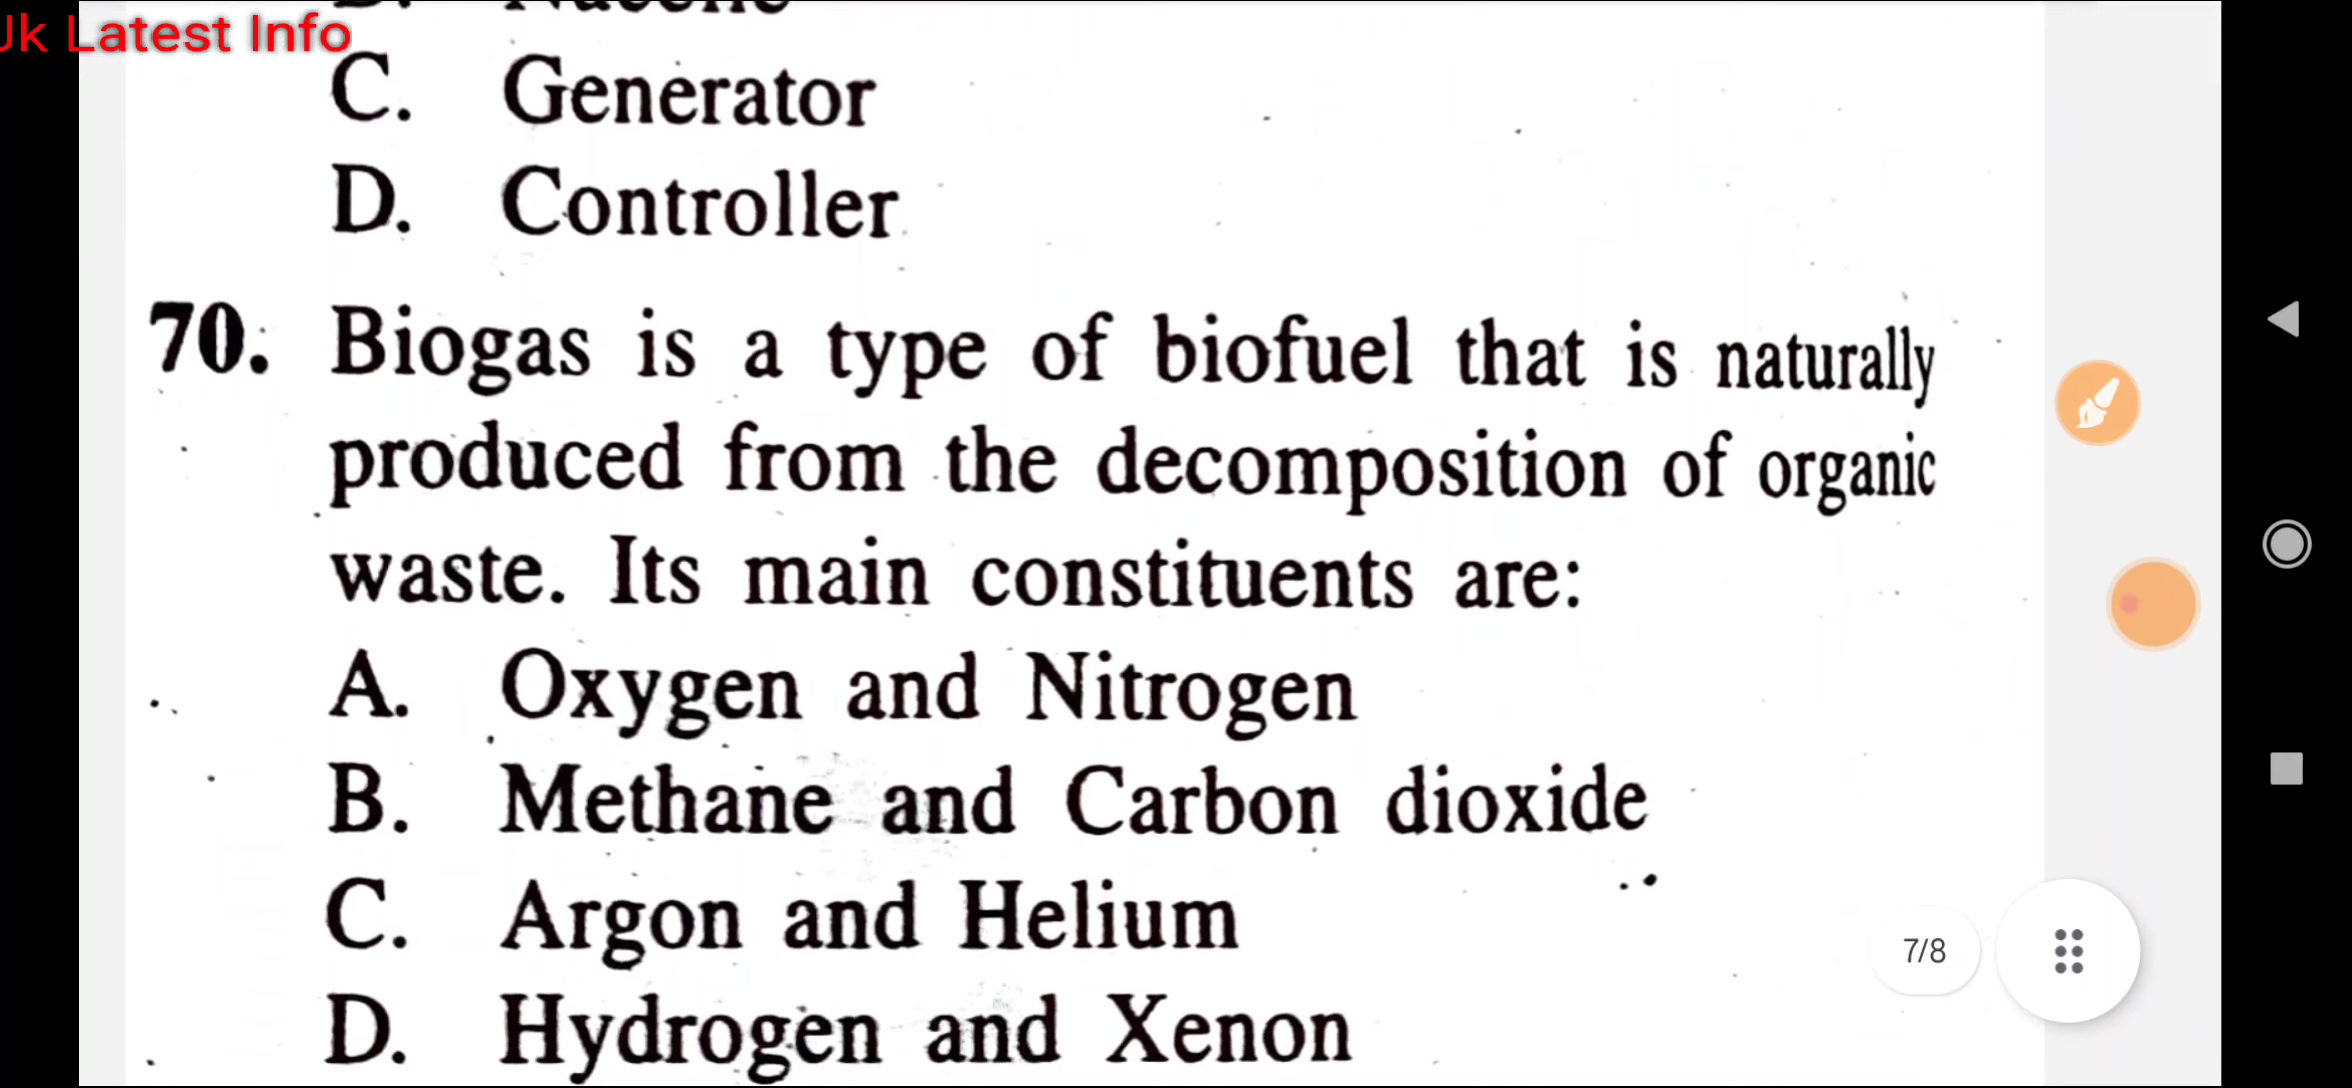 Jk Latest Info
C. Generator
D. Controller
70. Biogas is a type of biofuel that is naturally
produced from the decomposition of organic
waste. Its main constituents are:
A. Oxygen and Nitrogen
B. Methane and Carbon dioxide
C. Argon and Helium
D. Hydrogen and Xenon
7/8